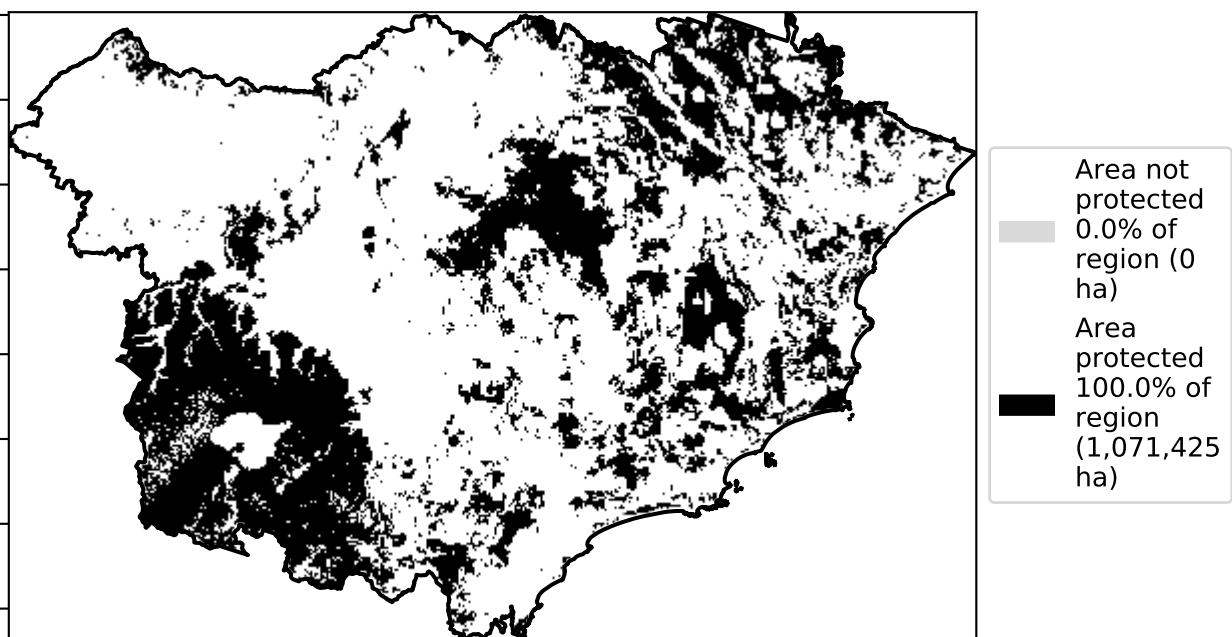 Area not
protected
0.0% of
region (0
ha)
Area
protected
100.0% of
region
(1,071,425
ha)